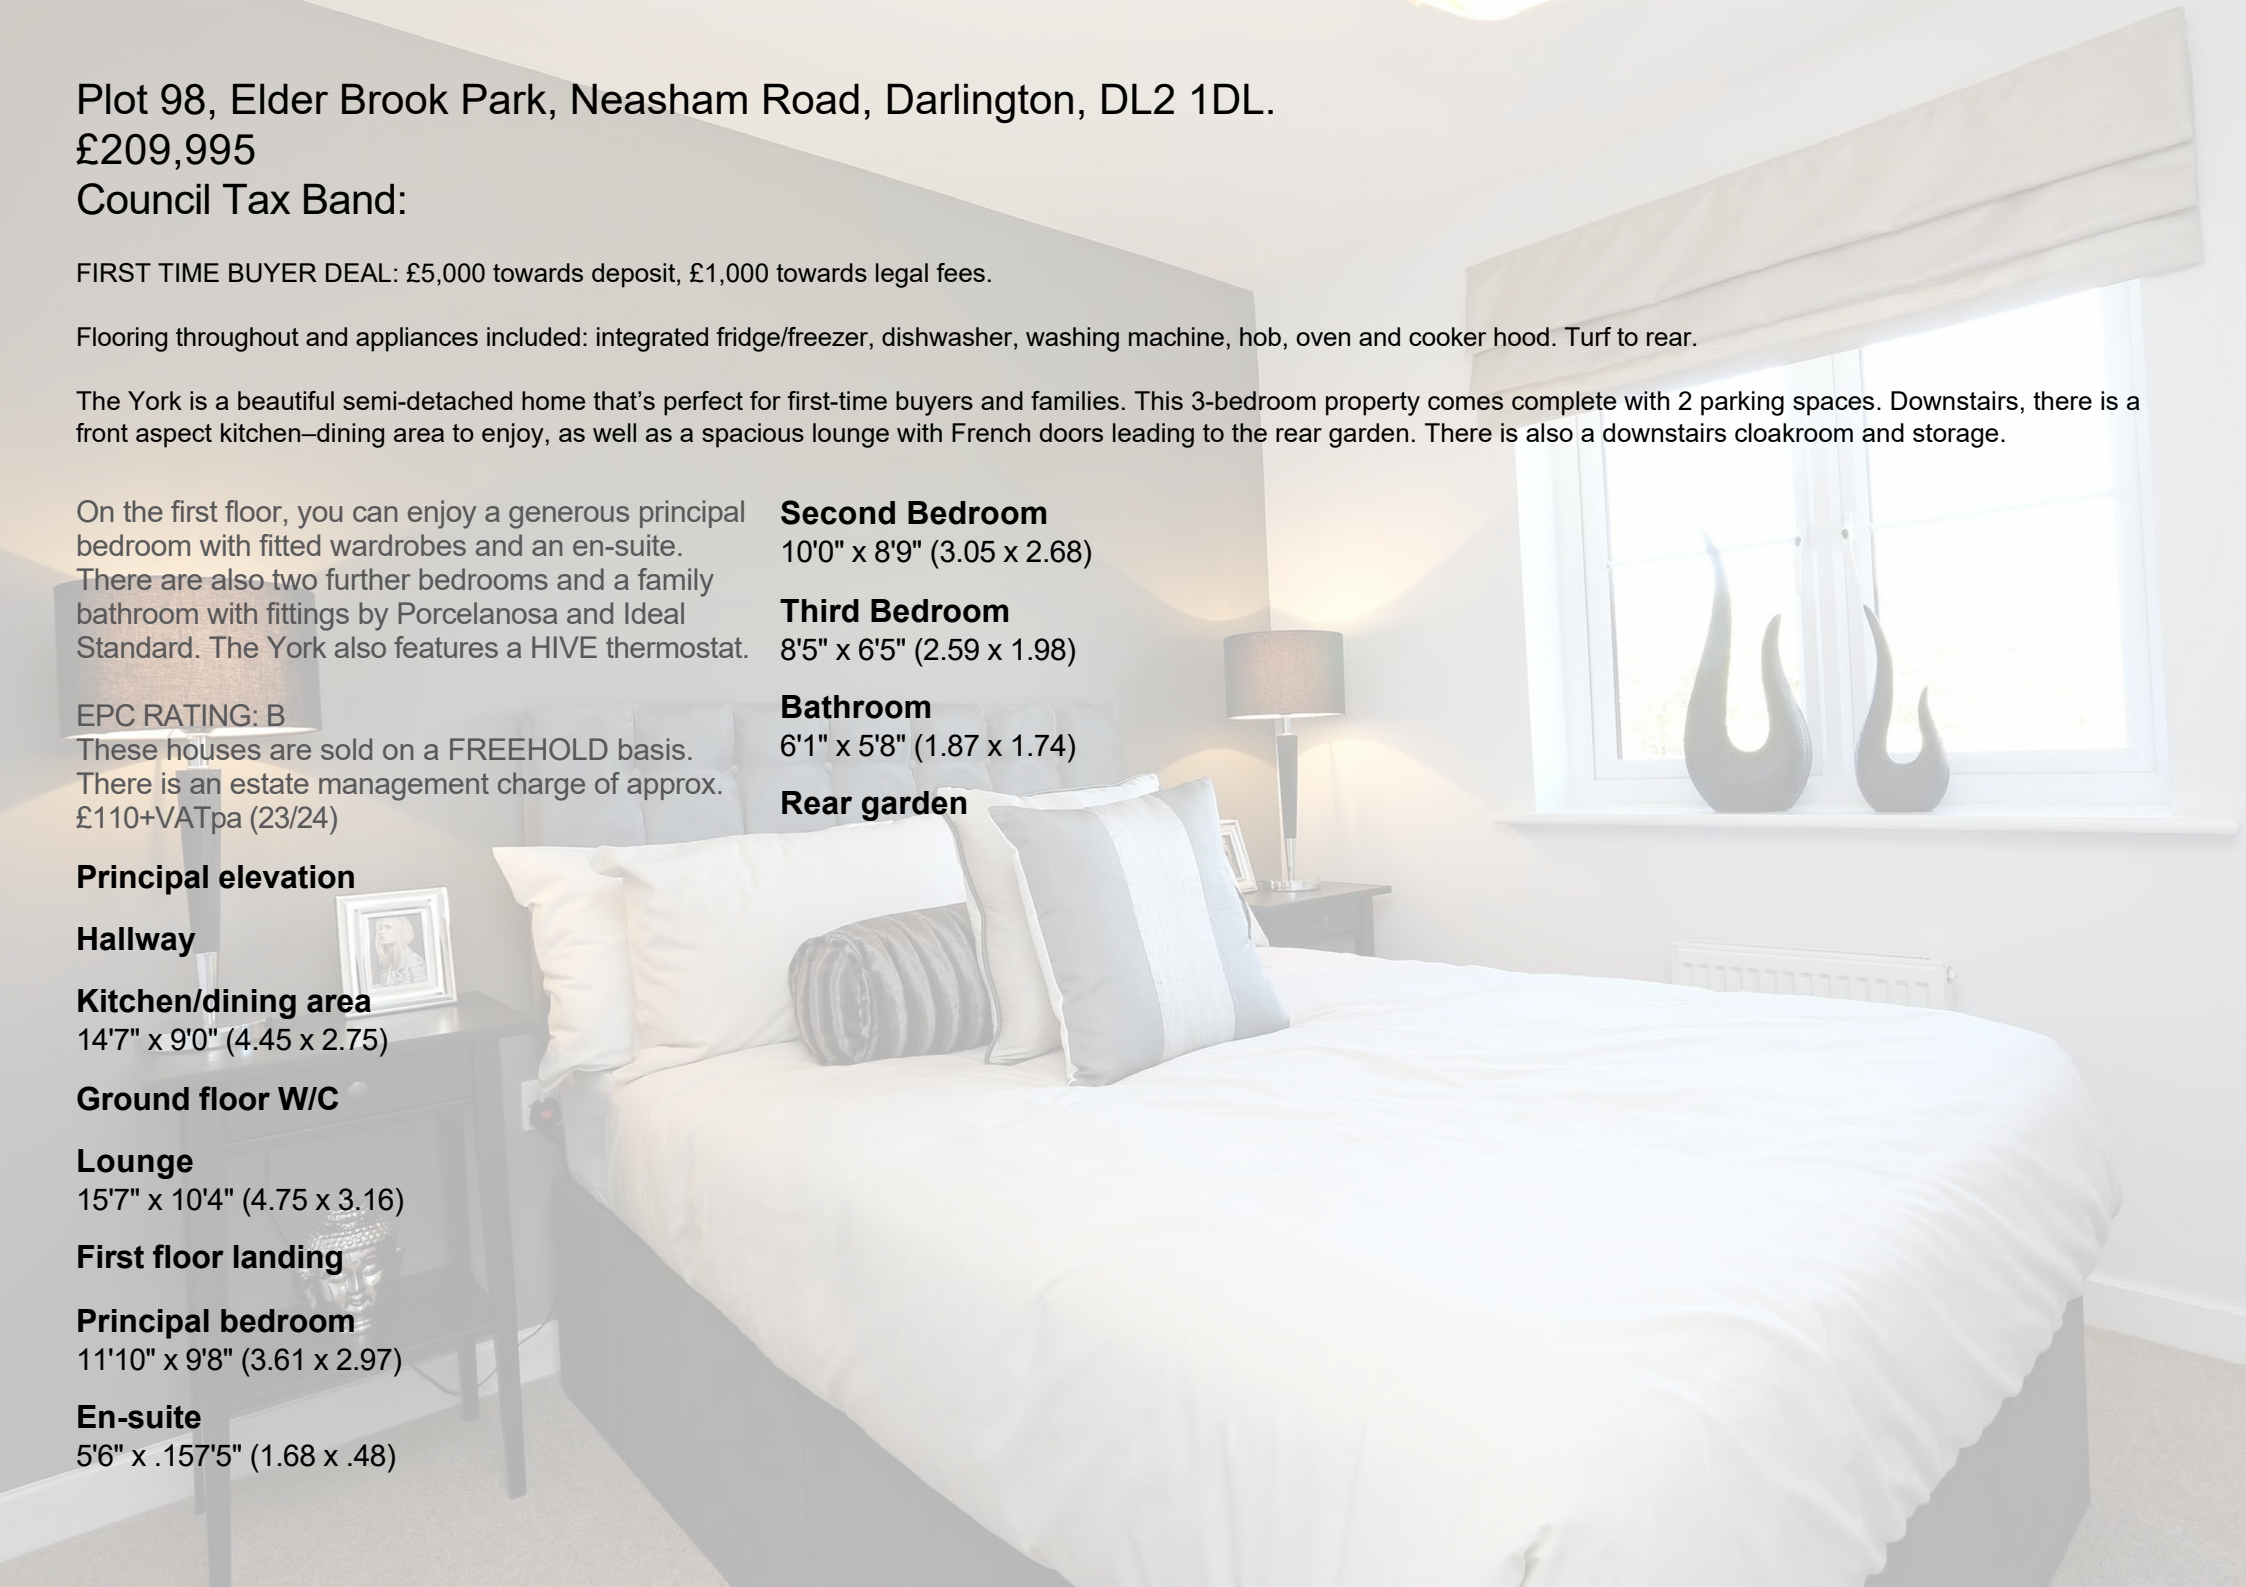 Plot 98, Elder Brook Park, Neasham Road, Darlington, DL2 1DL.
£209,995
Council Tax Band:
FIRST TIME BUYER DEAL: £5,000 towards deposit, £1,000 towards legal fees.
Flooring throughout and appliances included: integrated fridge/freezer, dishwasher, washing machine, hob, oven and cooker hood. Turf to rear.
The York is a beautiful semi-detached home that’s perfect for first-time buyers and families. This 3-bedroom property comes complete with 2 parking spaces. Downstairs, there is a
front aspect kitchen–dining area to enjoy, as well as a spacious lounge with French doors leading to the rear garden. There is also a downstairs cloakroom and storage.
On the first floor, you can enjoy a generous principal
bedroom with fitted wardrobes and an en-suite.
There are also two further bedrooms and a family
bathroom with fittings by Porcelanosa and Ideal
Standard. The York also features a HIVE thermostat.
EPC RATING: B
These houses are sold on a FREEHOLD basis.
There is an estate management charge of approx.
£110+VATpa (23/24)
Principal elevation
Hallway
Kitchen/dining area
14'7" x 9'0" (4.45 x 2.75)
Ground floor W/C
Lounge
15'7" x 10'4" (4.75 x 3.16)
First floor landing
Principal bedroom
11'10" x 9'8" (3.61 x 2.97)
En-suite
5'6" x .157'5" (1.68 x .48)
Second Bedroom
10'0" x 8'9" (3.05 x 2.68)
Third Bedroom
8'5" x 6'5" (2.59 x 1.98)
Bathroom
6'1" x 5'8" (1.87 x 1.74)
Rear garden